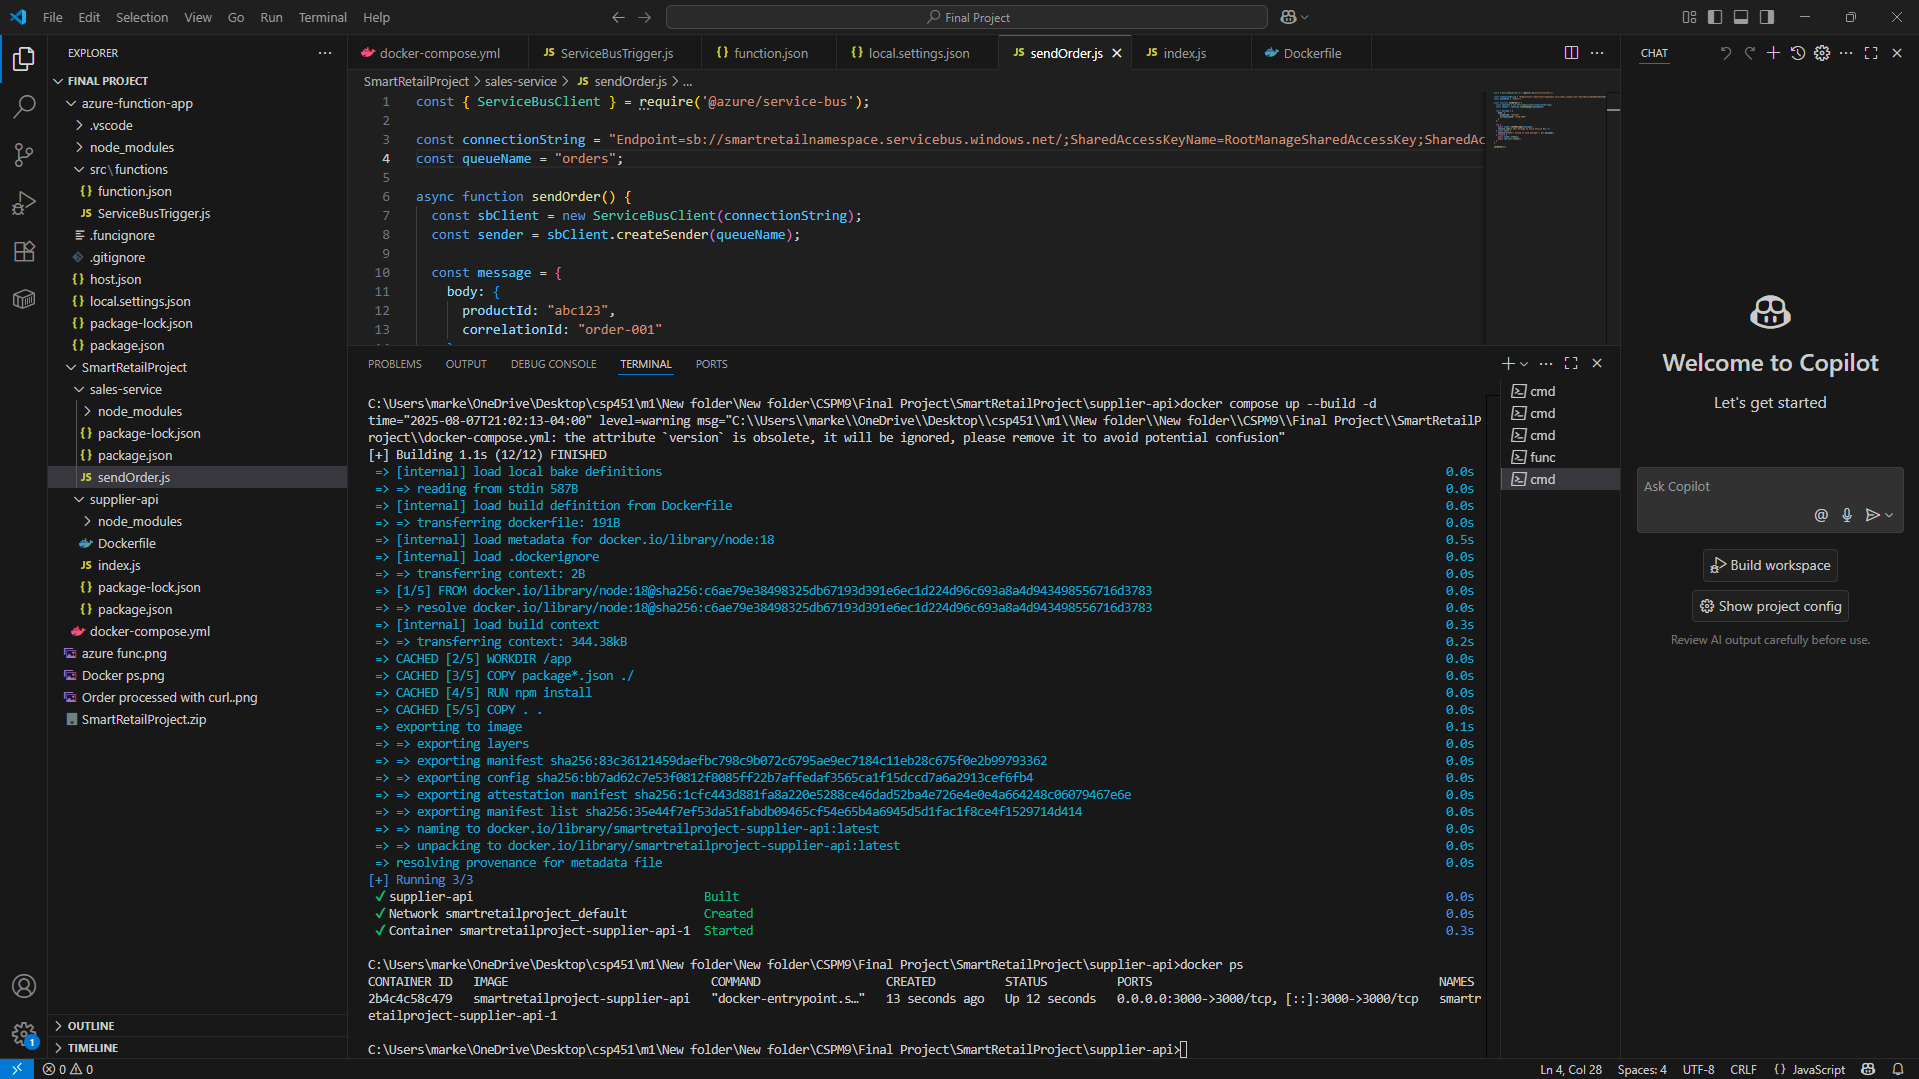 File Edit Selection View Go Run Terminal Help
Final Project
EXPLORER
FINAL PROJECT
azure-function-app
.vscode
node_modules
src\functions
function.json
ServiceBusTrigger.js
.funcignore
.gitignore
host.json
local.settings.json
package-lock.json
package.json
SmartRetailProject
sales-service
node_modules
package-lock.json
package.json
sendOrder.js
supplier-api
node_modules
Dockerfile
index.js
package-lock.json
package.json
docker-compose.yml
azure func.png
Docker ps.png
Order processed with curl..png
SmartRetailProject.zip
OUTLINE
TIMELINE
docker-compose.yml ServiceBusTrigger.js function.json local.settings.json sendOrder.js index.js Dockerfile
SmartRetailProject > sales-service > JS sendOrder.js > ...
1 const { ServiceBusClient } = require('@azure/service-bus');
2
3 const connectionString = "Endpoint=sb://smartretailnamespace.servicebus.windows.net/;SharedAccessKeyName=RootManageSharedAccessKey;SharedAc
4 const queueName = "orders";
5
6 async function sendOrder() {
7 const sbClient = new ServiceBusClient(connectionString);
8 const sender = sbClient.createSender(queueName);
9
10 const message = {
11 body: {
12 productId: "abc123",
13 correlationId: "order-001"
PROBLEMS OUTPUT DEBUG CONSOLE TERMINAL PORTS
C:\Users\marke\OneDrive\Desktop\csp451\m1\New folder\New folder\CSPM9\Final Project\SmartRetailProject\supplier-api>docker compose up --build -d
time="2025-08-07T21:02:13-04:00" level=warning msg="C:\\Users\\marke\\OneDrive\\Desktop\\csp451\\m1\\New folder\\New folder\\CSPM9\\Final Project\\SmartRetailP
roject\\docker-compose.yml: the attribute `version` is obsolete, it will be ignored, please remove it to avoid potential confusion"
[+] Building 1.1s (12/12) FINISHED
=> [internal] load local bake definitions 0.0s
=> => reading from stdin 587B 0.0s
=> [internal] load build definition from Dockerfile 0.0s
=> => transferring dockerfile: 191B 0.0s
=> [internal] load metadata for docker.io/library/node:18 0.5s
=> [internal] load .dockerignore 0.0s
=> => transferring context: 2B 0.0s
=> [1/5] FROM docker.io/library/node:18@sha256:c6ae79e38498325db67193d391e6ec1d224d96c693a8a4d943498556716d3783 0.0s
=> => resolve docker.io/library/node:18@sha256:c6ae79e38498325db67193d391e6ec1d224d96c693a8a4d943498556716d3783 0.0s
=> [internal] load build context 0.3s
=> => transferring context: 344.38kB 0.2s
=> CACHED [2/5] WORKDIR /app 0.0s
=> CACHED [3/5] COPY package*.json ./ 0.0s
=> CACHED [4/5] RUN npm install 0.0s
=> CACHED [5/5] COPY . . 0.0s
=> exporting to image 0.1s
=> => exporting layers 0.0s
=> => exporting manifest sha256:83c36121459daefbc798c9b072c6795ae9ec7184c11eb28c675f0e2b99793362 0.0s
=> => exporting config sha256:bb7ad62c7e53f0812f8085ff22b7affedaf3565ca1f15dccd7a6a2913cef6fb4 0.0s
=> => exporting attestation manifest sha256:1cfc443d881fa8a220e5288ce46dad52ba4e726e4e0e4a664248c06079467e6e 0.0s
=> => exporting manifest list sha256:35e44f7ef53da51fabdb09465cf54e65b4a6945d5d1fac1f8ce4f1529714d414 0.0s
=> => naming to docker.io/library/smartretailproject-supplier-api:latest 0.0s
=> => unpacking to docker.io/library/smartretailproject-supplier-api:latest 0.0s
=> resolving provenance for metadata file 0.0s
[+] Running 3/3
✓supplier-api Built 0.0s
✓Network smartretailproject_default Created 0.0s
✓Container smartretailproject-supplier-api-1 Started 0.3s
C:\Users\marke\OneDrive\Desktop\csp451\m1\New folder\New folder\CSPM9\Final Project\SmartRetailProject\supplier-api>docker ps
CONTAINER ID IMAGE COMMAND CREATED STATUS PORTS NAMES
2b4c4c58c479 smartretailproject-supplier-api "docker-entrypoint.s…" 13 seconds ago Up 12 seconds 0.0.0.0:3000->3000/tcp, [::]:3000->3000/tcp smartr
etailproject-supplier-api-1
C:\Users\marke\OneDrive\Desktop\csp451\m1\New folder\New folder\CSPM9\Final Project\SmartRetailProject\supplier-api>
cmd
cmd
cmd
func
cmd
CHAT
Welcome to Copilot
Let's get started
Ask Copilot
Build workspace
Show project config
Review AI output carefully before use.
1
0 0
Ln 4, Col 28 Spaces: 4 UTF-8 CRLF {} JavaScript